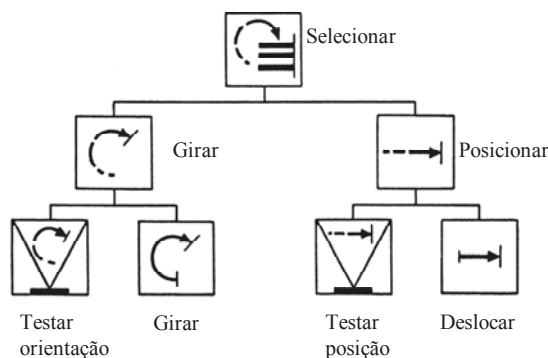 Selecionar
Girar
Posicionar
Testar
orientação
Girar
Testar
posição
Deslocar